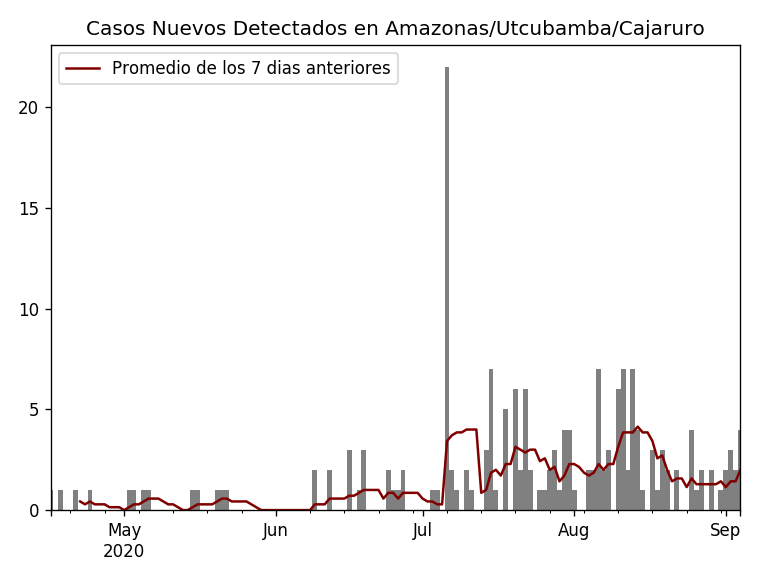 Casos Nuevos Detectados en Amazonas/Utcubamba/Cajaruro
Promedio de los 7 dias anteriores
20
15
10
5
0
May Jun Jul Aug Sep
2020